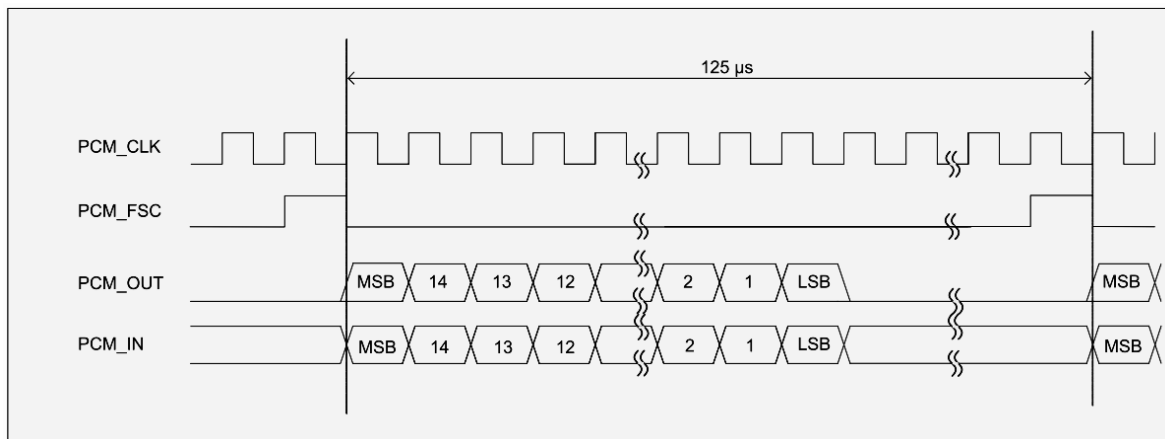 125 µs
PCM_CLK
PCM_FSC
PCM_OUT MSB 14 13 12 2 1 LSB MSB
PCM_IN MSB 14 13 12 2 1 LSB MSB